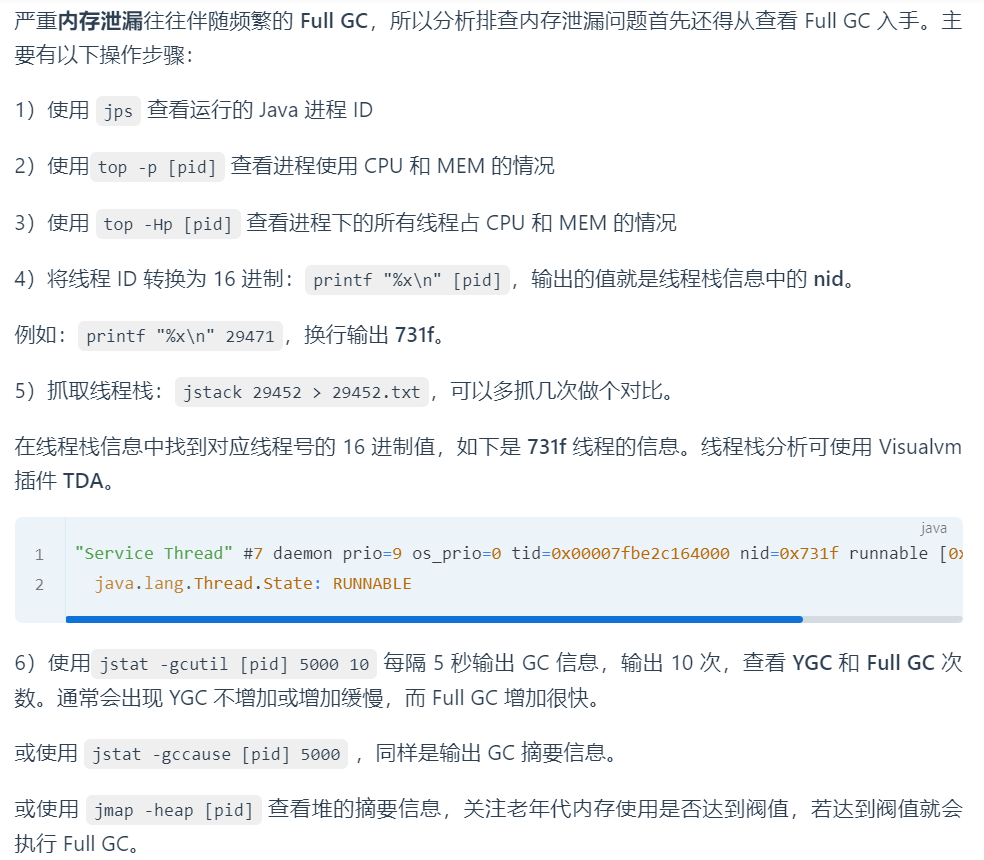 严重内存泄漏往往伴随频繁的 Full GC，所以分析排查内存泄漏问题首先还得从查看 Full GC 入手。主
要有以下操作步骤：
1）使用 jps 查看运行的 Java 进程 ID
2）使用 top -p [pid] 查看进程使用 CPU 和 MEM 的情况
3）使用 top -Hp [pid] 查看进程下的所有线程占 CPU 和 MEM 的情况
4）将线程 ID 转换为 16 进制：printf "%x\n" [pid]，输出的值就是线程栈信息中的 nid。
例如：printf "%x\n" 29471，换行输出 731f。
5）抓取线程栈：jstack 29452 > 29452.txt，可以多抓几次做个对比。
在线程栈信息中找到对应线程号的 16 进制值，如下是 731f 线程的信息。线程栈分析可使用 Visualvm
插件 TDA。
java
1 "Service Thread" #7 daemon prio=9 os_prio=0 tid=0x00007fbe2c164000 nid=0x731f runnable [0x
2 java.lang.Thread.State: RUNNABLE
6）使用 jstat -gcutil [pid] 5000 10 每隔 5 秒输出 GC 信息，输出 10 次，查看 YGC 和 Full GC 次
数。通常会出现 YGC 不增加或增加缓慢，而 Full GC 增加很快。
或使用 jstat -gccause [pid] 5000 ，同样是输出 GC 摘要信息。
或使用 jmap -heap [pid] 查看堆的摘要信息，关注老年代内存使用是否达到阀值，若达到阀值就会
执行 Full GC。